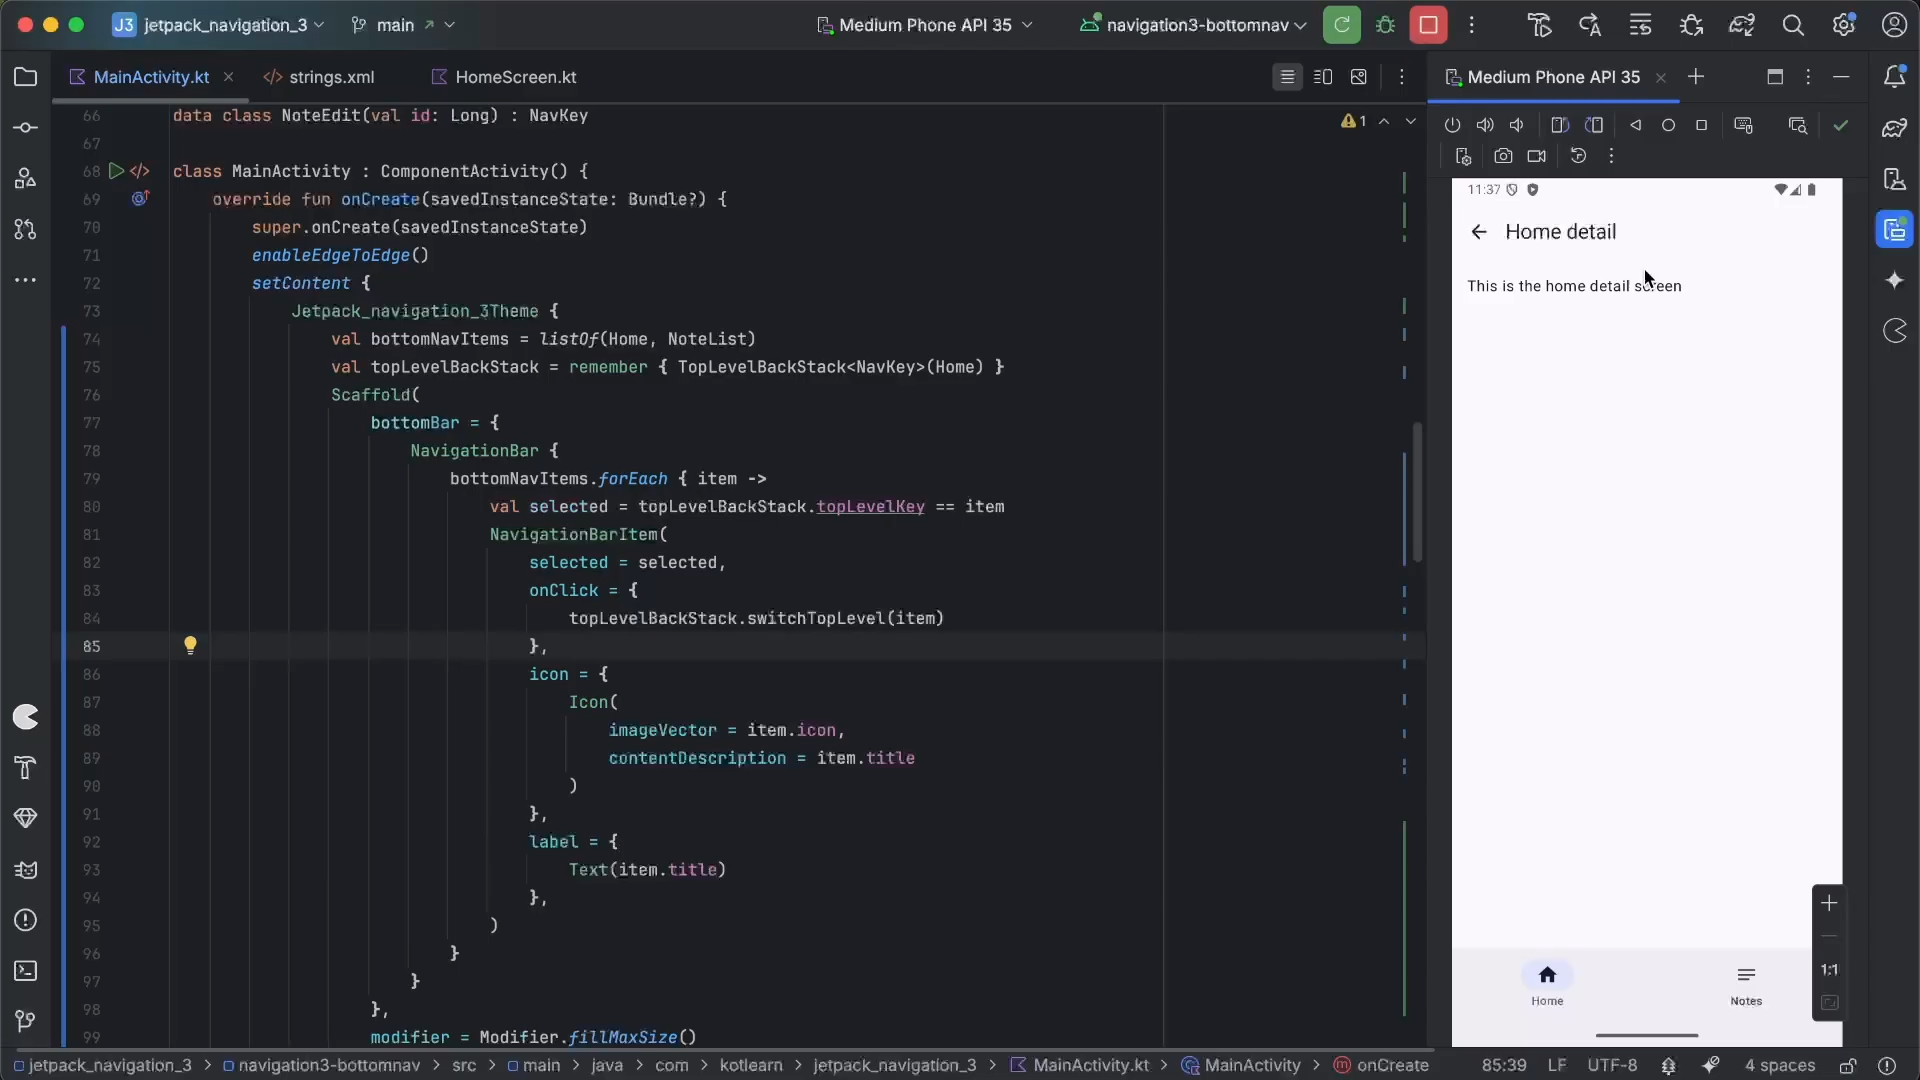 J3 jetpack_navigation_3 main Medium Phone API 35 navigation3-bottomnav
MainActivity.kt strings.xml HomeScreen.kt Medium Phone API 35
66 data class NoteEdit(val id: Long) : NavKey
1
67
68 class MainActivity : ComponentActivity() {
69 override fun onCreate(savedInstanceState: Bundle?) {
70 super.onCreate(savedInstanceState)
71 enableEdgeToEdge()
72 setContent {
73 Jetpack_navigation_3Theme {
74 val bottomNavItems = listOf(Home, NoteList)
75 val topLevelBackStack = remember { TopLevelBackStack<NavKey>(Home) }
76 Scaffold(
77 bottomBar = {
78 NavigationBar {
79 bottomNavItems.forEach { item ->
80 val selected = topLevelBackStack.topLevelKey == item
81 NavigationBarItem(
82 selected = selected,
83 onClick = {
84 topLevelBackStack.switchTopLevel(item)
85 },
86 icon = {
87 Icon(
88 imageVector = item.icon,
89 contentDescription = item.title
90 )
91 },
92 label = {
93 Text(item.title)
94 },
95 )
96 }
97 }
98 },
99 modifier = Modifier.fillMaxSize()
11:37
Home detail
This is the home detail screen
1:1
Home Notes
jetpack_navigation_3 > navigation3-bottomnav > src > main > java > com > kotlearn > jetpack_navigation_3 > MainActivity.kt > MainActivity > onCreate 85:39 LF UTF-8 4 spaces